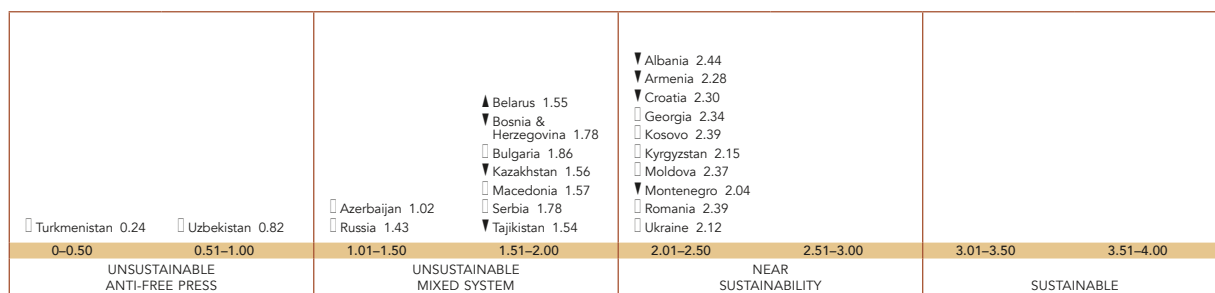 ▼ Albania 2.44
▼ Armenia 2.28
▼ Croatia 2.30
▲ Belarus 1.55
□ Georgia 2.34
▼ Bosnia &
Herzegovina 1.78
□ Kosovo 2.39
□ Bulgaria 1.86
□ Kyrgyzstan 2.15
▼ Kazakhstan 1.56
□ Moldova 2.37
□ Macedonia 1.57
▼ Montenegro 2.04
□ Azerbaijan 1.02
□ Serbia 1.78
□ Romania 2.39
□ Turkmenistan 0.24
□ Uzbekistan 0.82
□ Russia 1.43
▼ Tajikistan 1.54
□ Ukraine 2.12
0–0.50 0.51–1.00 1.01–1.50 1.51–2.00 2.01–2.50 2.51–3.00 3.01–3.50 3.51–4.00
UNSUSTAINABLE
ANTI-FREE PRESS
UNSUSTAINABLE
MIXED SYSTEM
NEAR
SUSTAINABILITY
SUSTAINABLE